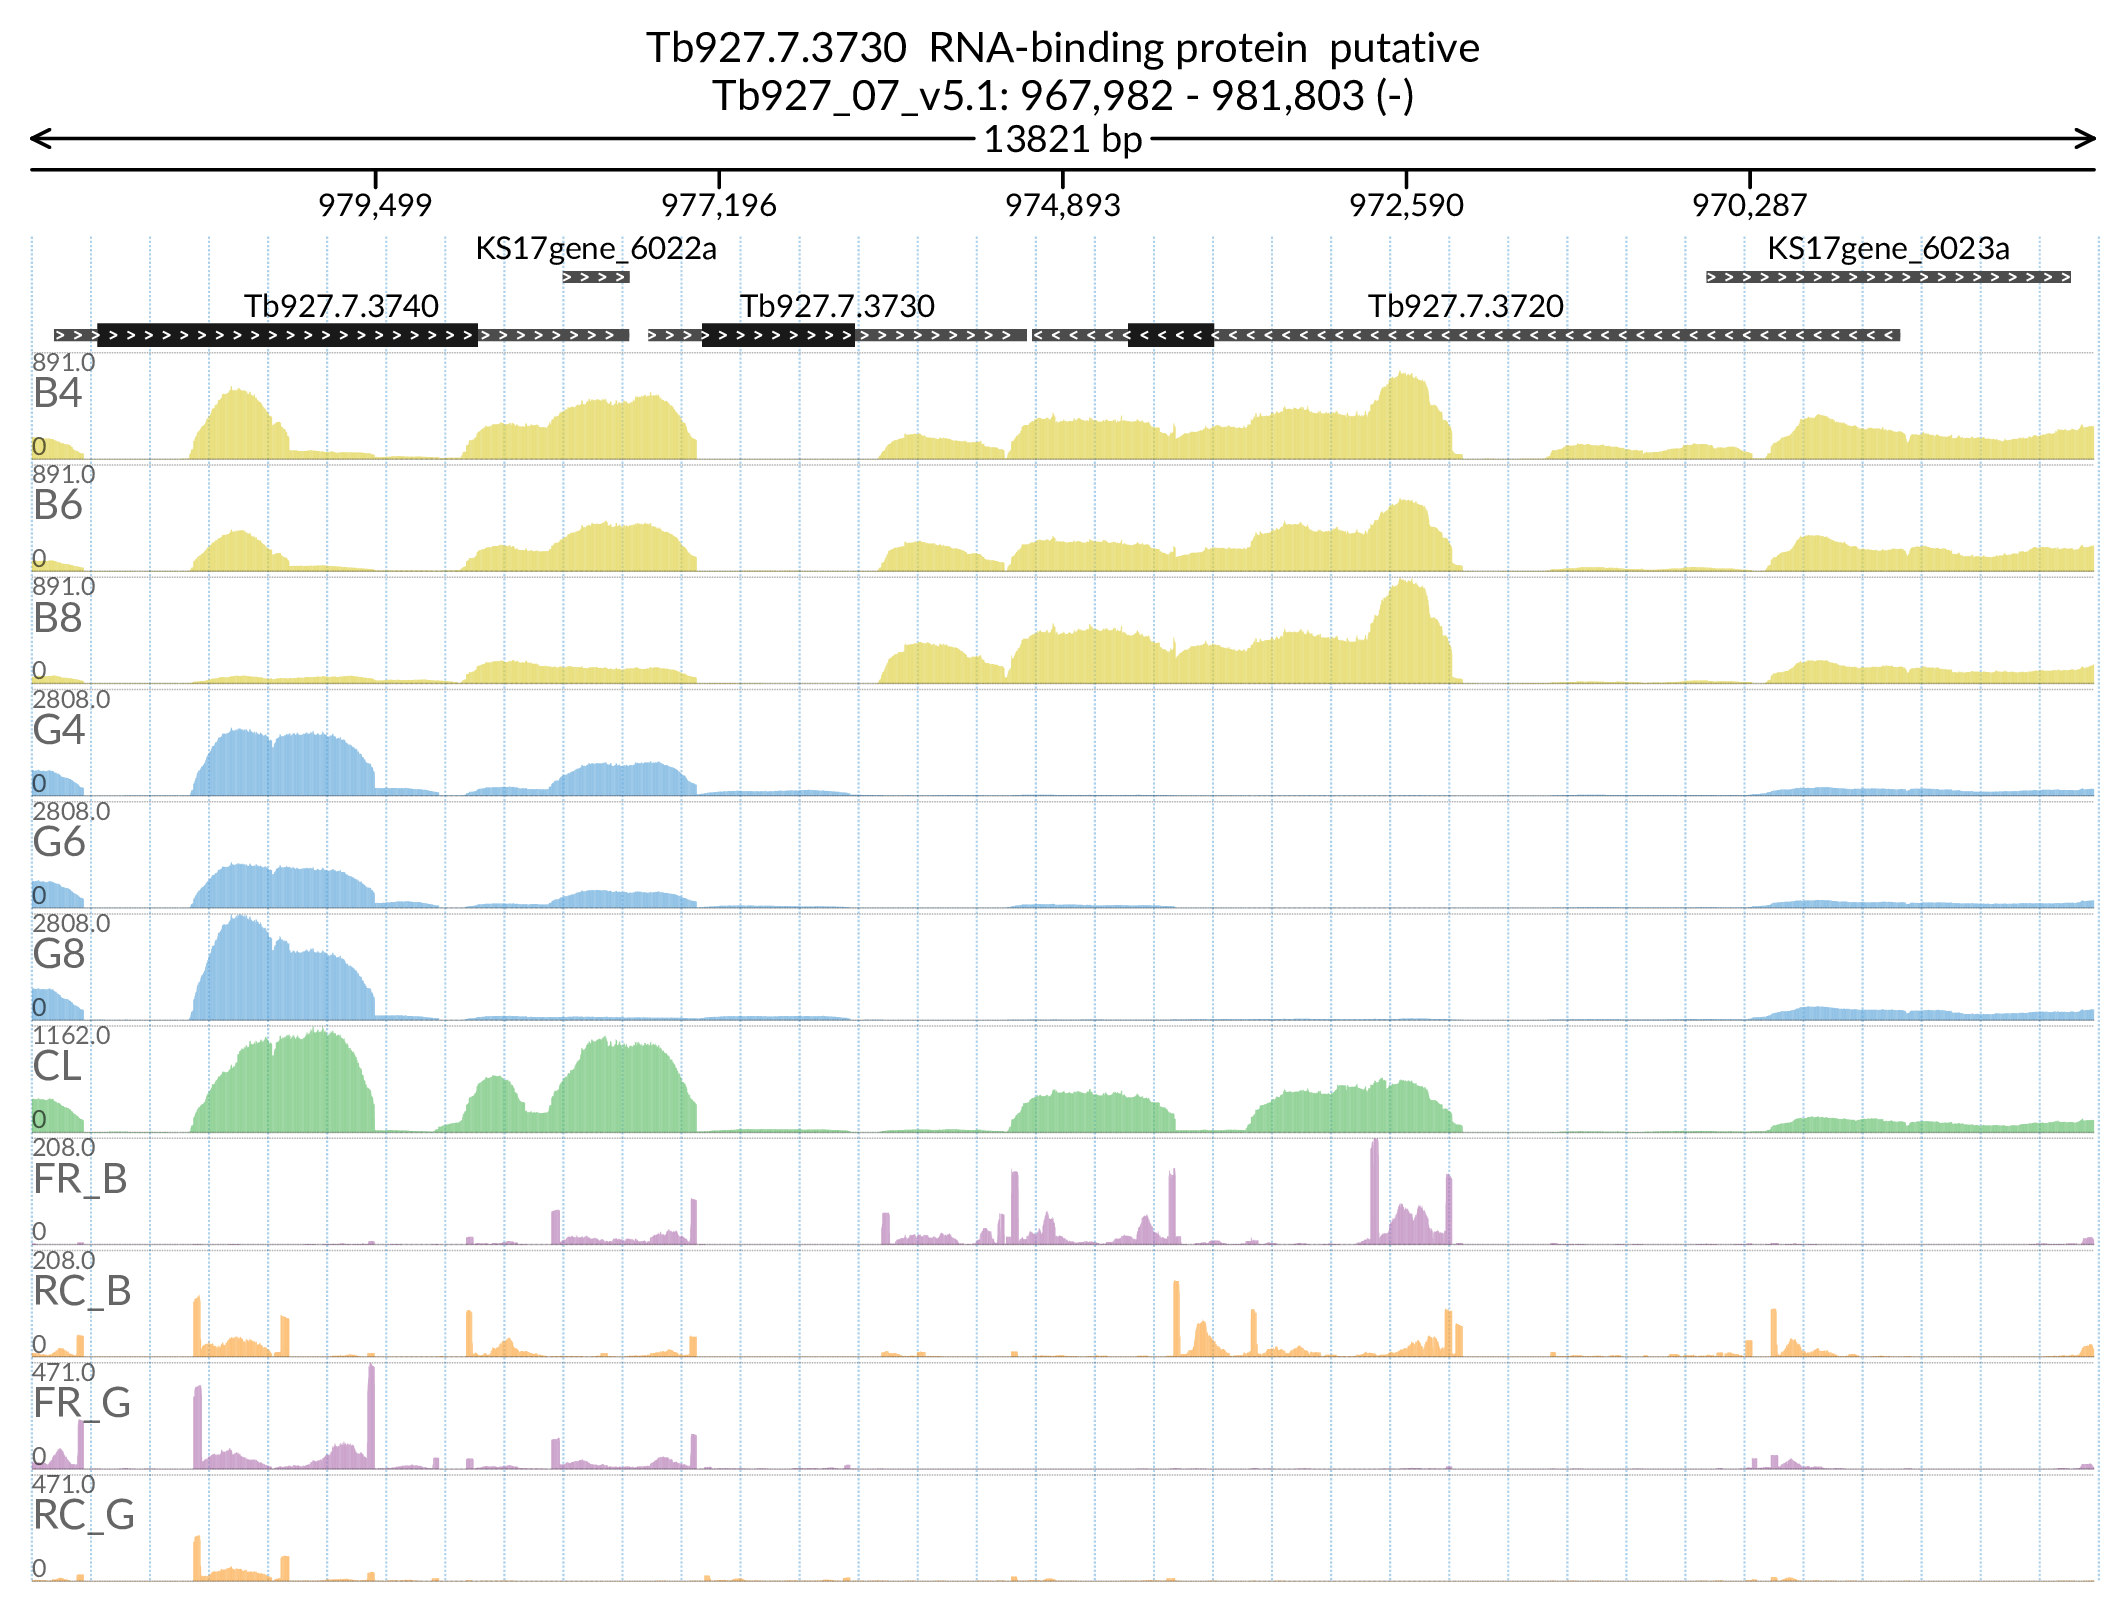 Tb927.7.3730  RNA-binding protein  putative
Tb927_07_v5.1: 967,982 - 981,803 (-)
13821 bp
979,499 977,196 974,893 972,590 970,287
KS17gene_6022a KS17gene_6023a
Tb927.7.3740 Tb927.7.3730 Tb927.7.3720
891.0
B4
0
891.0
B6
0
891.0
B8
0
2808.0
G4
0
2808.0
G6
0
2808.0
G8
0
1162.0
CL
0
208.0
FR_B
0
208.0
RC_B
0
471.0
FR_G
0
471.0
RC_G
0